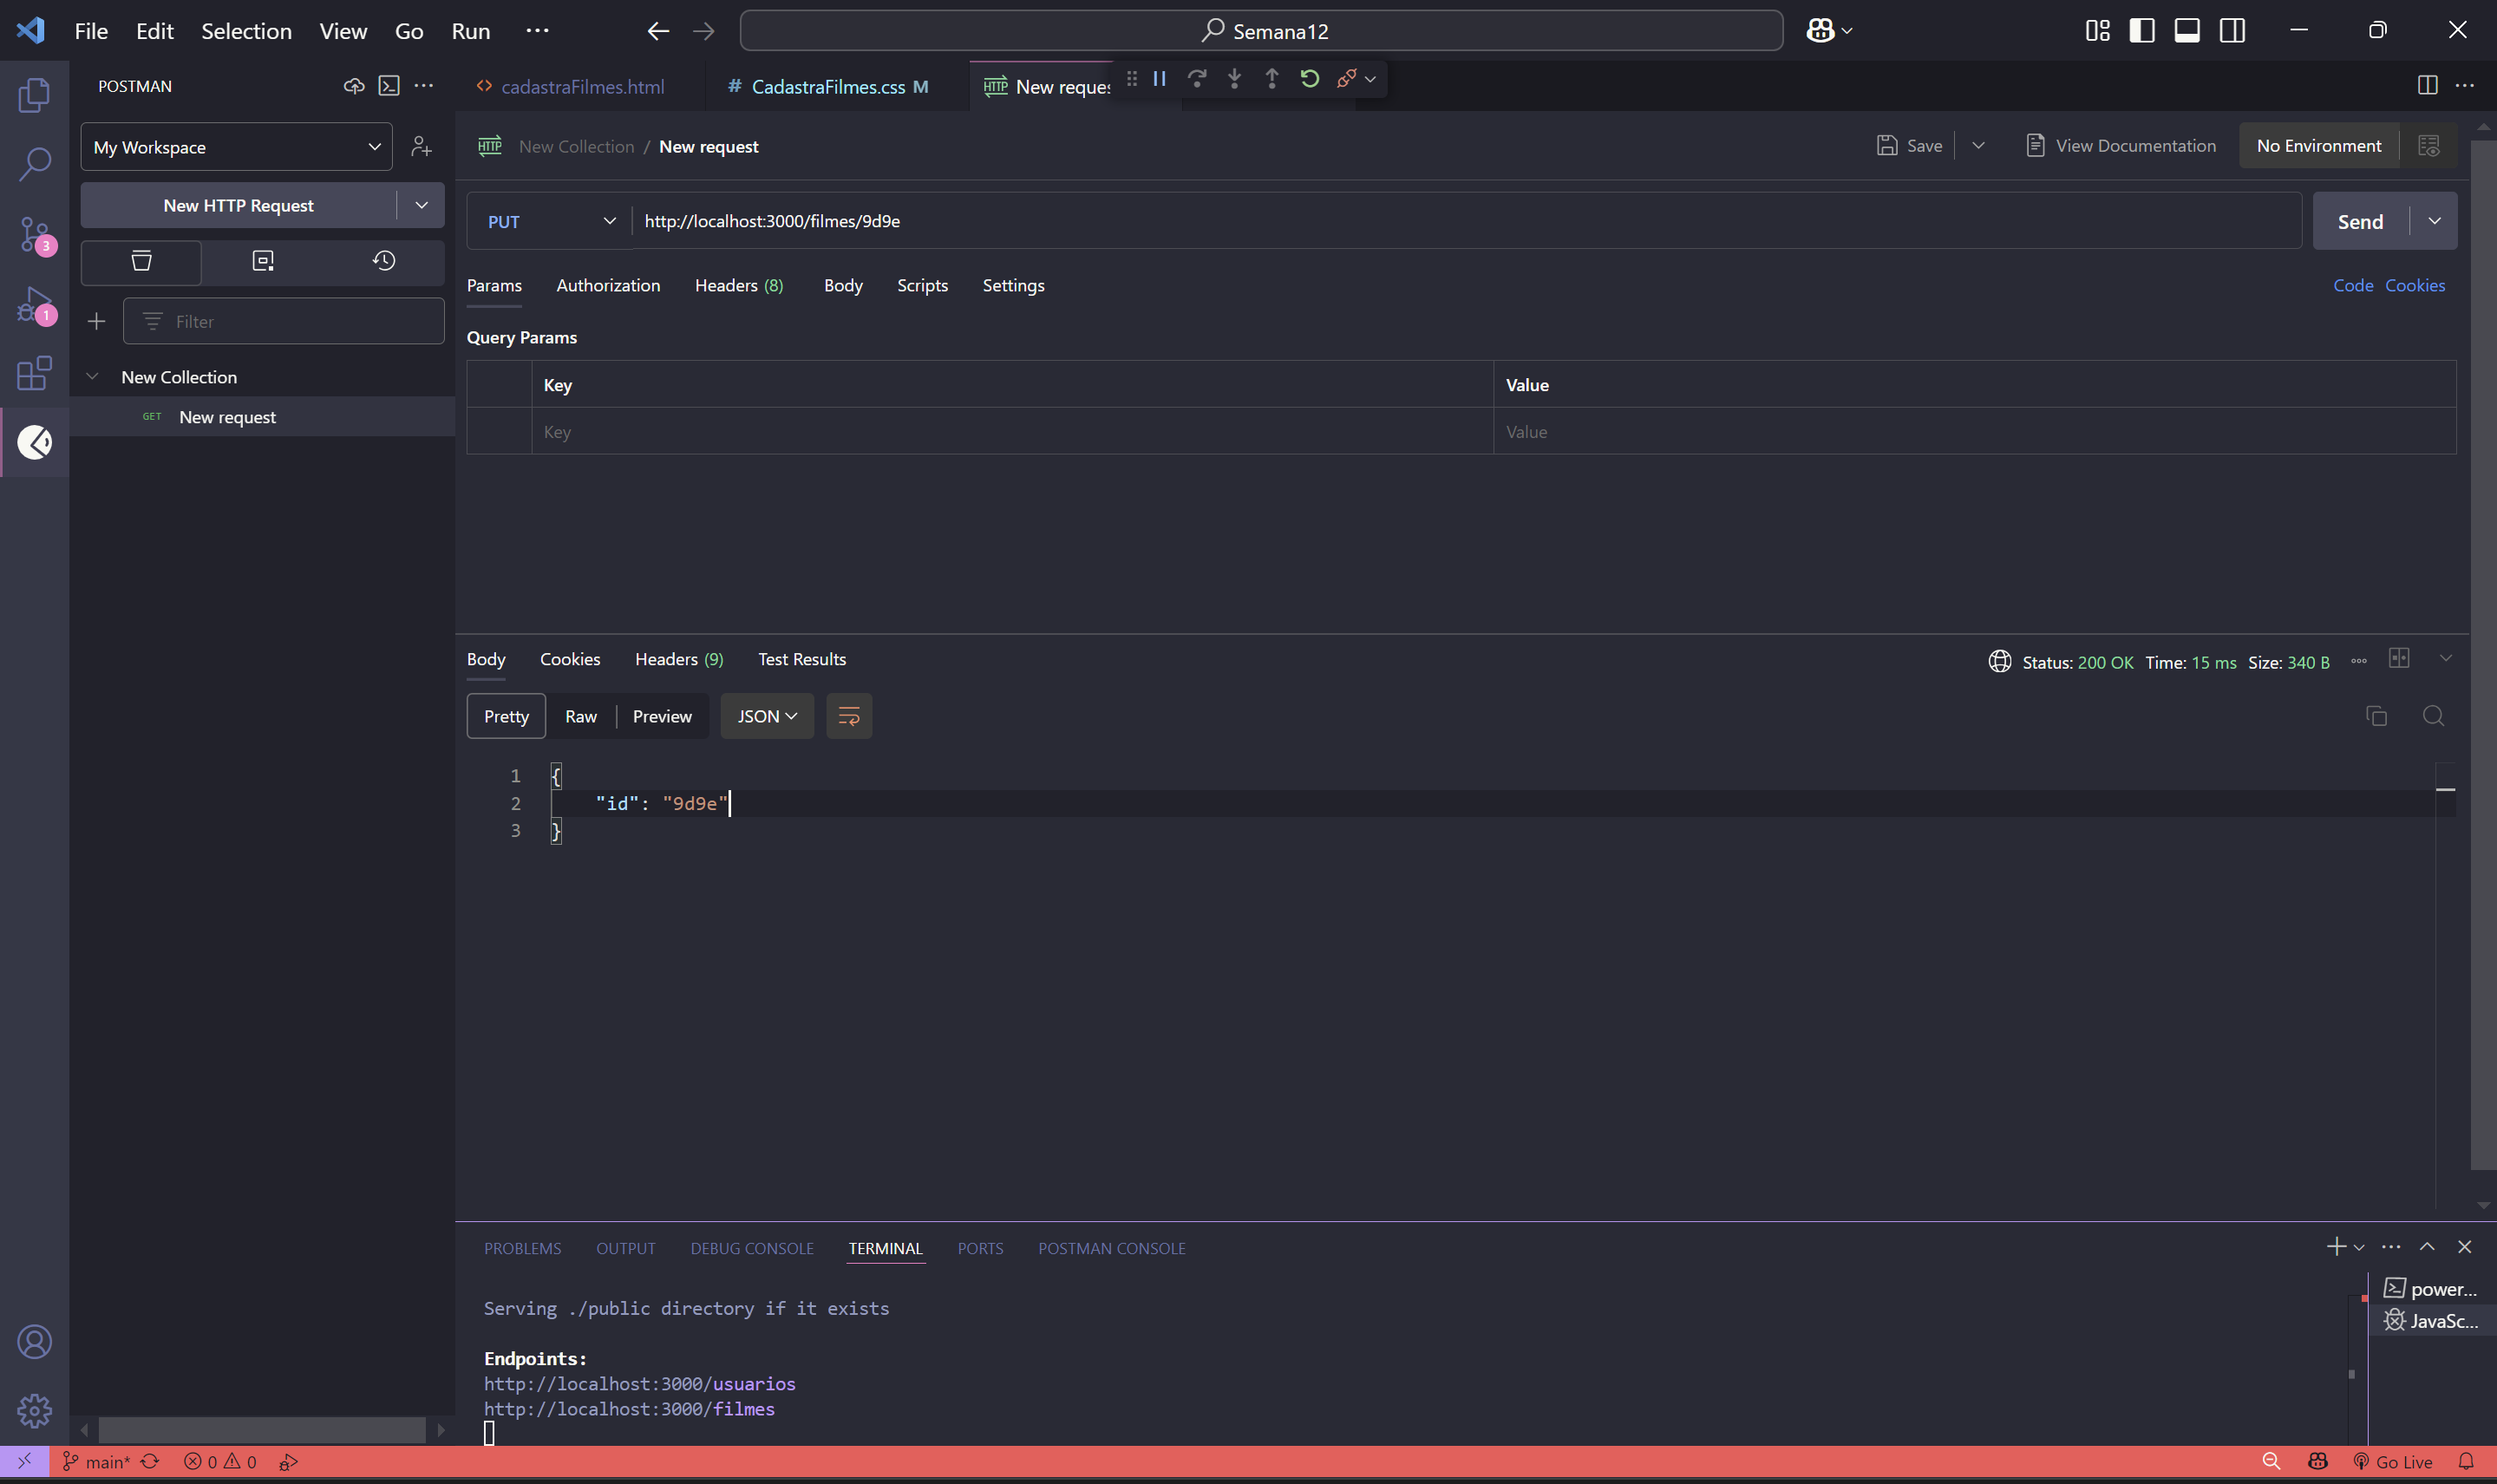 File Edit Selection View Go Run ··· Semana12
POSTMAN
cadastraFilmes.html
# CadastraFilmes.css M
HTTP New reques
My Workspace
HTTP New Collection / New request
Save
View Documentation
No Environment
New HTTP Request
PUT http://localhost:3000/filmes/9d9e
Send
3
1
Filter
Params Authorization Headers (8) Body Scripts Settings
Code Cookies
Query Params
Key Value
Key Value
New Collection
GET New request
Body Cookies Headers (9) Test Results
Status: 200 OK Time: 15 ms Size: 340 B
Pretty Raw Preview JSON
1 {
2 "id": "9d9e"
3 }
PROBLEMS OUTPUT DEBUG CONSOLE TERMINAL PORTS POSTMAN CONSOLE
Serving ./public directory if it exists
Endpoints:
http://localhost:3000/usuarios
http://localhost:3000/filmes
power...
JavaSc...
main* 0 0
Go Live